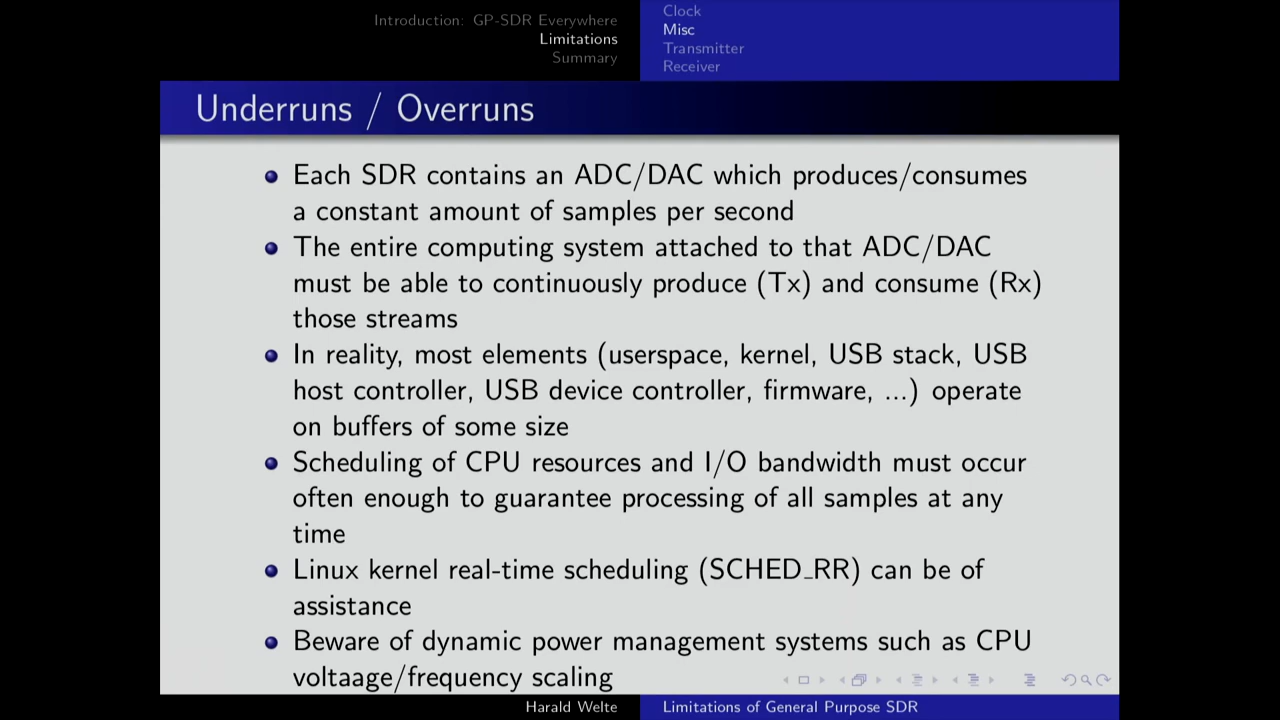 Introduction: GP-SDR Everywhere
Limitations
Summary
Clock
Misc
Transmitter
Receiver
Underruns / Overruns
Each SDR contains an ADC/DAC which produces/consumes
a constant amount of samples per second
The entire computing system attached to that ADC/DAC
must be able to continuously produce (Tx) and consume (Rx)
those streams
In reality, most elements (userspace, kernel, USB stack, USB
host controller, USB device controller, firmware, ...) operate
on buffers of some size
Scheduling of CPU resources and I/O bandwidth must occur
often enough to guarantee processing of all samples at any
time
Linux kernel real-time scheduling (SCHED_RR) can be of
assistance
Beware of dynamic power management systems such as CPU
voltaage/frequency scaling
Harald Welte
Limitations of General Purpose SDR